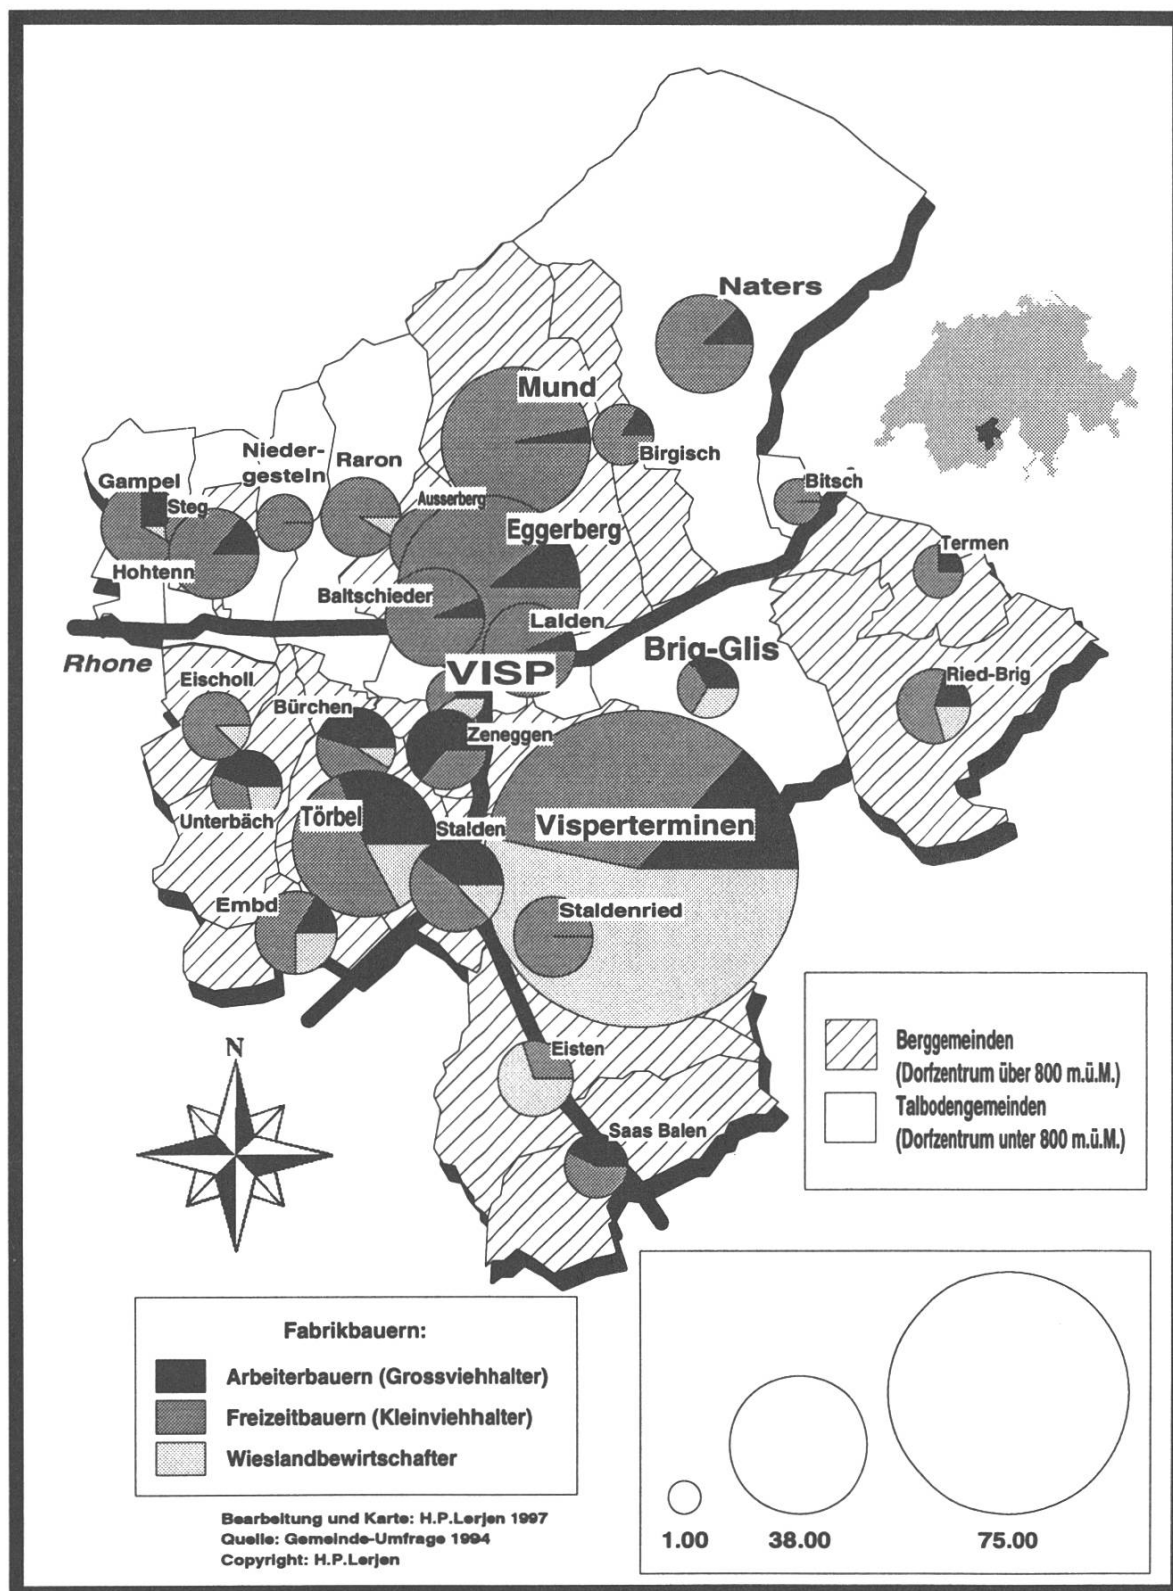 Naters
Mund
Birgisch
Nieder-
gesteln
Raron
Gampel
Steg
Ausserberg
Bitsch
Eggerberg
Termen
Hohtenn
Baltschieder
Lalden
Rhone
VISP
Brig-Glis
Eischoll
Ried-Brig
Bürchen
Zeneggen
Unterbäch
Törbel
Stalden
Visperterminen
Embd
Staldenried
Eisten
Saas Balen
N
Berggemeinden
(Dorfzentrum über 800 m.ü.M.)
Talbodengemeinden
(Dorfzentrum unter 800 m.ü.M.)
Fabrikbauern:
Arbeiterbauern (Grossviehhalter)
Freizeitbauern (Kleinviehhalter)
Wieslandbewirtschafter
Bearbeitung und Karte: H.P.Lerjen 1997
Quelle: Gemeinde-Umfrage 1994
Copyright: H.P.Lerjen
1.00 38.00 75.00